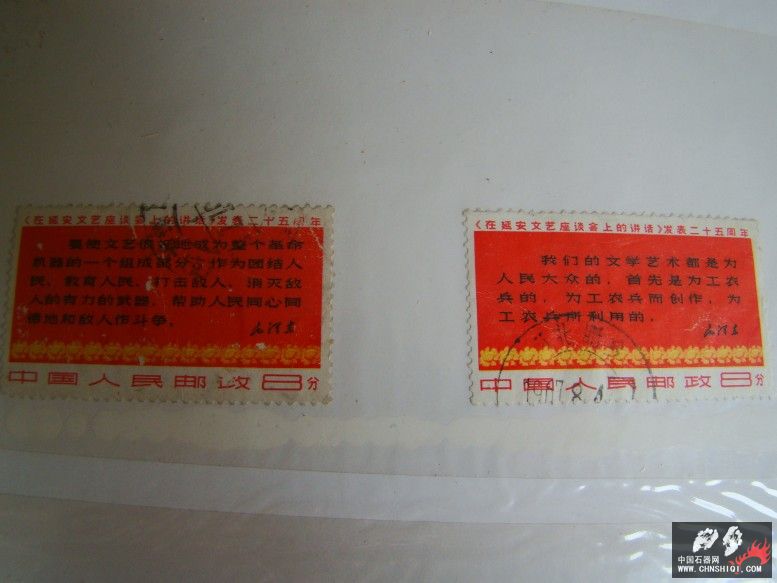 《在延安文艺座谈会上的讲话》发表二十五周年
要使文艺很好地成为整个革命
机器的一个组成部分，作为团结人
民、教育人民、打击敌人、消灭敌
人的有力的武器，帮助人民同心同
德地和敌人作斗争。
毛泽东
中国人民邮政8分
《在延安文艺座谈会上的讲话》发表二十五周年
我们的文学艺术都是为
人民大众的，首先是为工农
兵的，为工农兵而创作，为
工农兵所利用的。
毛泽东
中国人民邮政8分
中国石器网
www.CHNSHIQI.COM